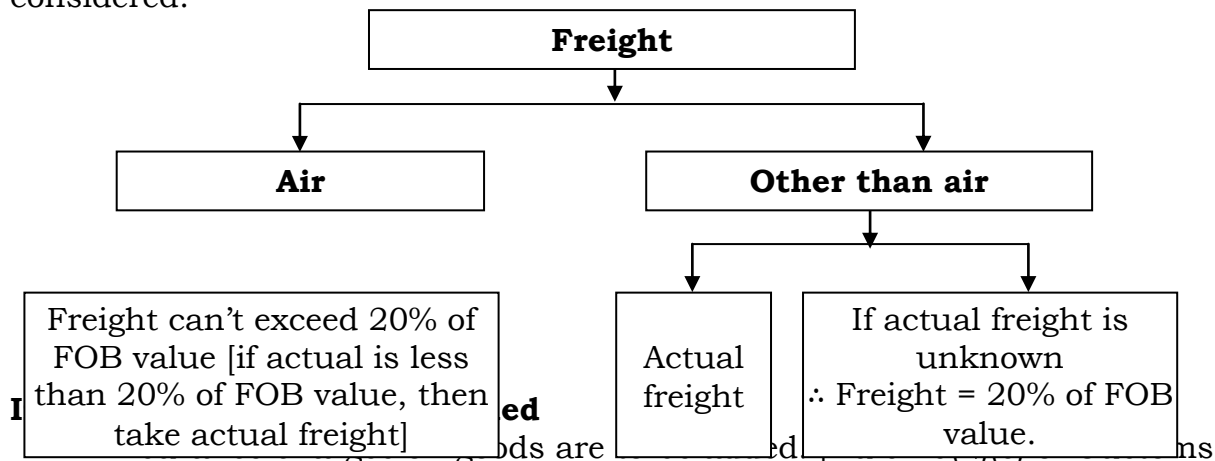 considered.
Freight
Air
Other than air
Freight can't exceed 20% of
FOB value [if actual is less
than 20% of FOB value, then
take actual freight]
Actual
freight
If actual freight is
unknown
∴ Freight = 20% of FOB
value.